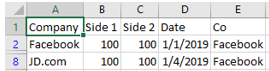 A B C D E
1 Company Side 1 Side 2 Date Co
2 Facebook 100 100 1/1/2019 Facebook
8 JD.com 100 100 1/4/2019 Facebook